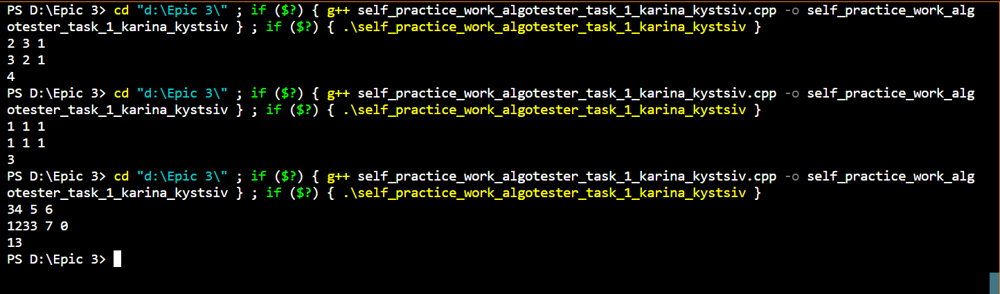 PS D:\Epic 3> cd "d:\Epic 3\" ; if ($?) { g++ self_practice_work_algotester_task_1_karina_kystsiv.cpp -o self_practice_work_alg
otester_task_1_karina_kystsiv } ; if ($?) { .\self_practice_work_algotester_task_1_karina_kystsiv }
2 3 1
3 2 1
4
PS D:\Epic 3> cd "d:\Epic 3\" ; if ($?) { g++ self_practice_work_algotester_task_1_karina_kystsiv.cpp -o self_practice_work_alg
otester_task_1_karina_kystsiv } ; if ($?) { .\self_practice_work_algotester_task_1_karina_kystsiv }
1 1 1
1 1 1
3
PS D:\Epic 3> cd "d:\Epic 3\" ; if ($?) { g++ self_practice_work_algotester_task_1_karina_kystsiv.cpp -o self_practice_work_alg
otester_task_1_karina_kystsiv } ; if ($?) { .\self_practice_work_algotester_task_1_karina_kystsiv }
34 5 6
1233 7 0
13
PS D:\Epic 3>